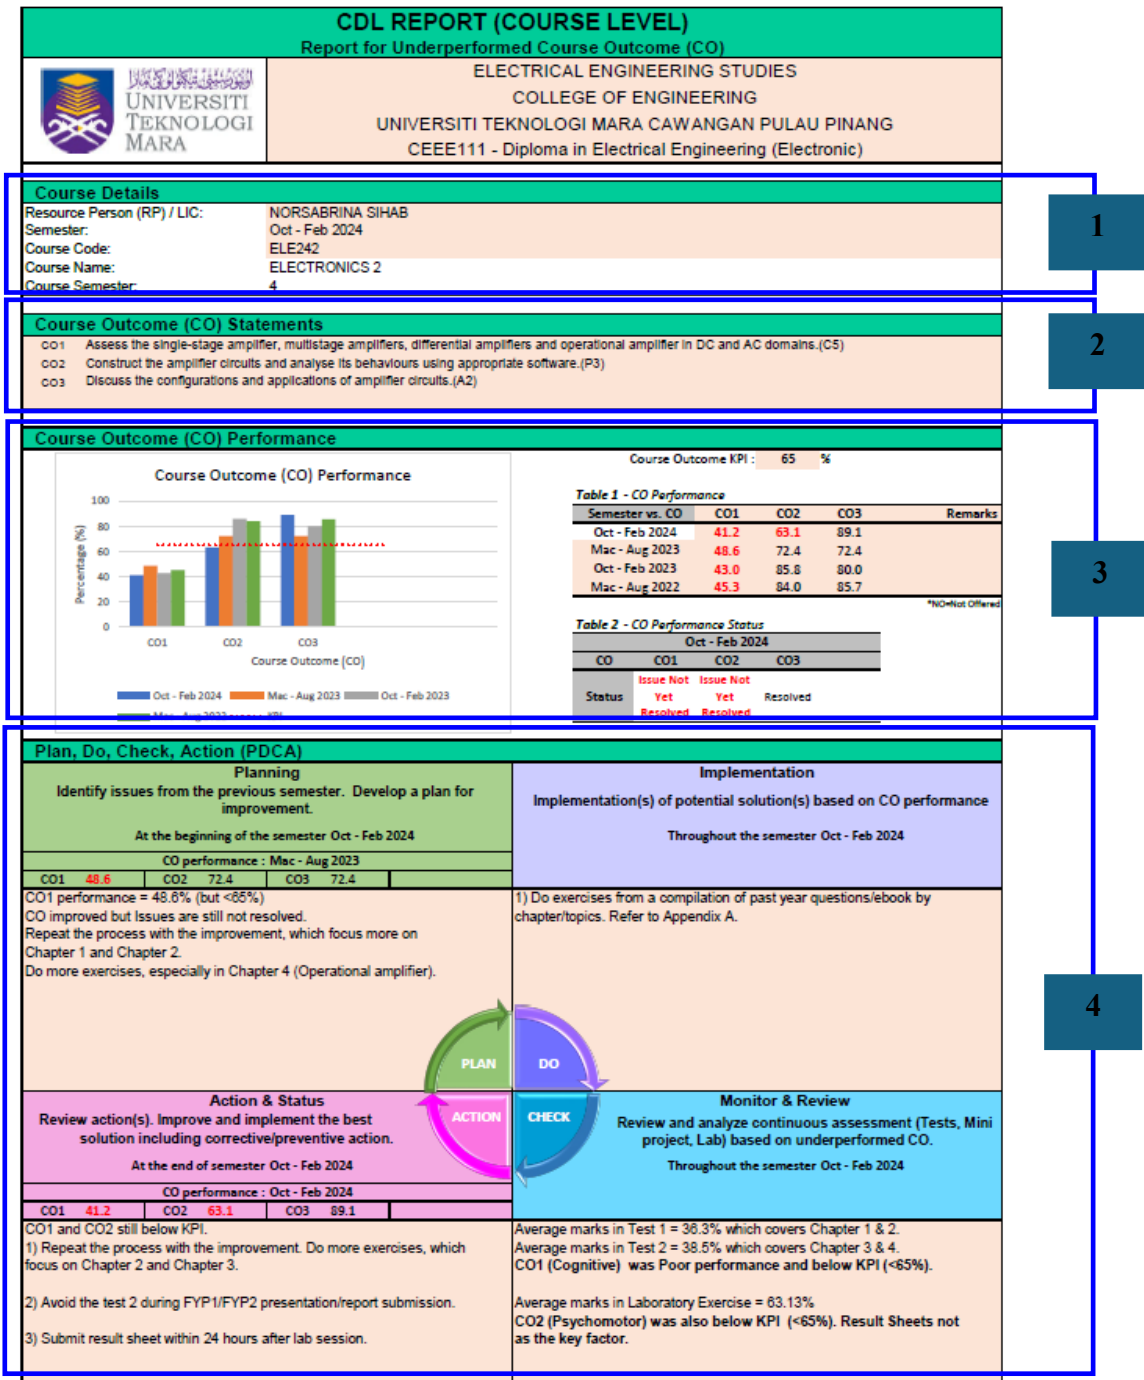 CDL REPORT (COURSE LEVEL)
Report for Underperformed Course Outcome (CO)
UNIVERSITI
TEKNOLOGI
MARA
ELECTRICAL ENGINEERING STUDIES
COLLEGE OF ENGINEERING
UNIVERSITI TEKNOLOGI MARA CAWANGAN PULAU PINANG
CEEE111 - Diploma in Electrical Engineering (Electronic)
Course Details
Resource Person (RP) / LIC: NORSABRINA SIHAB
Semester: Oct - Feb 2024
Course Code: ELE242
Course Name: ELECTRONICS 2
Course Semester: 4
1
Course Outcome (CO) Statements
CO1 Assess the single-stage amplifier, multistage amplifiers, differential amplifiers and operational amplifier in DC and AC domains.(C5)
CO2 Construct the amplifier circuits and analyse its behaviours using appropriate software.(P3)
CO3 Discuss the configurations and applications of amplifier circuits.(A2)
2
Course Outcome (CO) Performance
Course Outcome (CO) Performance
100
80
60
40
20
0
Percentage (%)
CO1 CO2 CO3
Course Outcome (CO)
Oct - Feb 2024 Mac - Aug 2023 Oct - Feb 2023
Mac - Aug 2022 KPI
Course Outcome KPI : 65 %
Table 1 - CO Performance
Semester vs. CO CO1 CO2 CO3 Remarks
Oct - Feb 2024 41.2 63.1 89.1
Mac - Aug 2023 48.6 72.4 72.4
Oct - Feb 2023 43.0 85.8 80.0
Mac - Aug 2022 45.3 84.0 85.7
*NO=Not Offered
Table 2 - CO Performance Status
Oct - Feb 2024
CO CO1 CO2 CO3
Issue Not Issue Not
Status Yet Yet Resolved
Resolved Resolved
3
Plan, Do, Check, Action (PDCA)
Planning
Identify issues from the previous semester. Develop a plan for
improvement.
At the beginning of the semester Oct - Feb 2024
CO performance : Mac - Aug 2023
CO1 48.6 CO2 72.4 CO3 72.4
Implementation
Implementation(s) of potential solution(s) based on CO performance
Throughout the semester Oct - Feb 2024
CO1 performance = 48.6% (but <65%)
CO improved but Issues are still not resolved.
Repeat the process with the improvement, which focus more on
Chapter 1 and Chapter 2.
Do more exercises, especially in Chapter 4 (Operational amplifier).
1) Do exercises from a compilation of past year questions/ebook by
chapter/topics. Refer to Appendix A.
PLAN
DO
ACTION
CHECK
4
Action & Status
Review action(s). Improve and implement the best
solution including corrective/preventive action.
At the end of semester Oct - Feb 2024
CO performance : Oct - Feb 2024
CO1 41.2 CO2 63.1 CO3 89.1
Monitor & Review
Review and analyze continuous assessment (Tests, Mini
project, Lab) based on underperformed CO.
Throughout the semester Oct - Feb 2024
CO1 and CO2 still below KPI.
1) Repeat the process with the improvement. Do more exercises, which
focus on Chapter 2 and Chapter 3.
2) Avoid the test 2 during FYP1/FYP2 presentation/report submission.
3) Submit result sheet within 24 hours after lab session.
Average marks in Test 1 = 36.3% which covers Chapter 1 & 2.
Average marks in Test 2 = 38.5% which covers Chapter 3 & 4.
CO1 (Cognitive) was Poor performance and below KPI (<65%).
Average marks in Laboratory Exercise = 63.13%
CO2 (Psychomotor) was also below KPI (<65%). Result Sheets not
as the key factor.